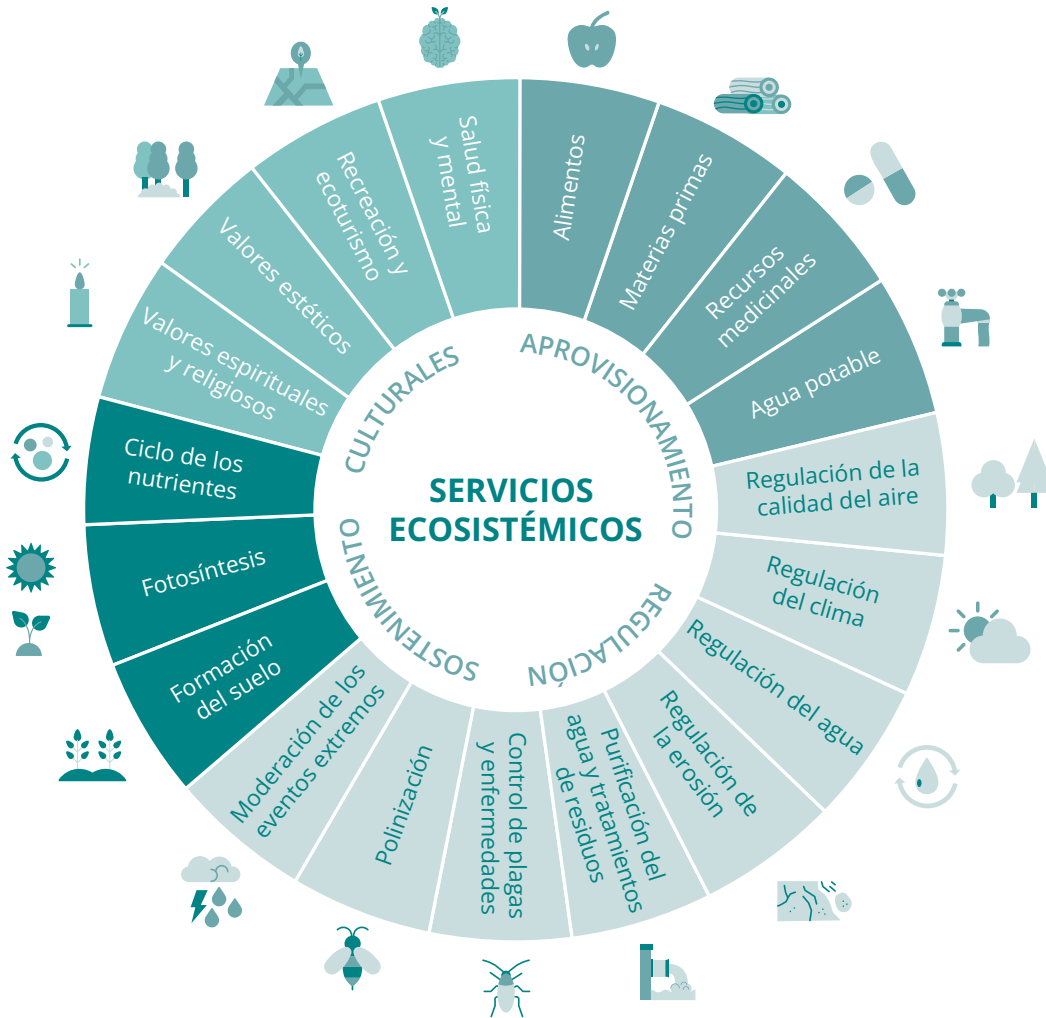 SERVICIOS
ECOSISTÉMICOS
APROVISIONAMIENTO
Alimentos
Materias primas
Recursos
medicinales
Agua potable
REGULACIÓN
Regulación de la
calidad del aire
Regulación
del clima
Regulación del agua
Regulación de
la erosión
Purificación del
agua y tratamientos
de residuos
Control de plagas
y enfermedades
Polinización
Moderación de los
eventos extremos
SOSTENIMIENTO
Formación
del suelo
Fotosíntesis
Ciclo de los
nutrientes
CULTURALES
Valores espirituales
y religiosos
Valores estéticos
Recreación y
ecoturismo
Salud física
y mental